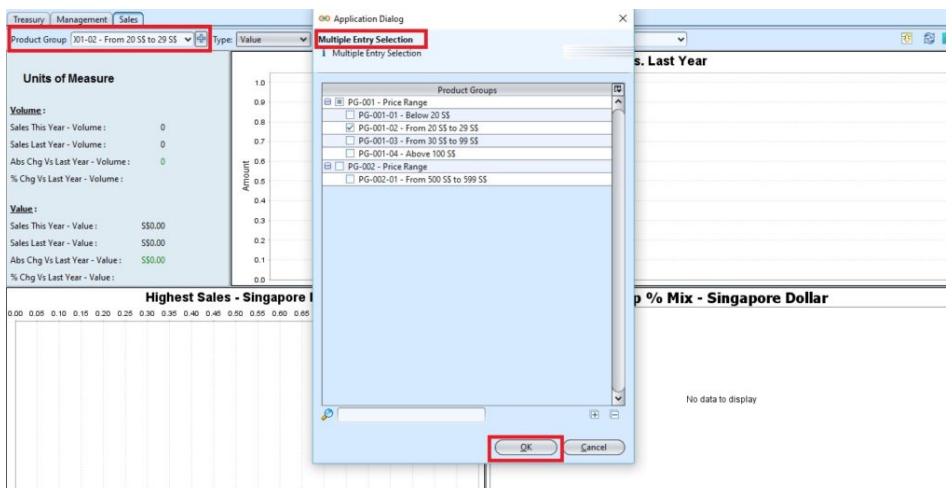 Treasury Management Sales
Product Group 001-02 - From 20 S$ to 29 S$ Type: Value
Units of Measure
Volume :
Sales This Year - Volume : 0
Sales Last Year - Volume : 0
Abs Chg Vs Last Year - Volume : 0
% Chg Vs Last Year - Volume :
Value :
Sales This Year - Value : S$0.00
Sales Last Year - Value : S$0.00
Abs Chg Vs Last Year - Value : S$0.00
% Chg Vs Last Year - Value :
s. Last Year
Amount
1.0
0.9
0.8
0.7
0.6
0.5
0.4
0.3
0.2
0.1
0.0
Application Dialog
Multiple Entry Selection
Multiple Entry Selection
Product Groups
PG-001 - Price Range
PG-001-01 - Below 20 S$
PG-001-02 - From 20 S$ to 29 S$
PG-001-03 - From 30 S$ to 99 S$
PG-001-04 - Above 100 S$
PG-002 - Price Range
PG-002-01 - From 500 S$ to 599 S$
OK Cancel
Highest Sales - Singapore
0.00 0.05 0.10 0.15 0.20 0.25 0.30 0.35 0.40 0.45 0.50 0.55 0.60 0.65
p % Mix - Singapore Dollar
No data to display